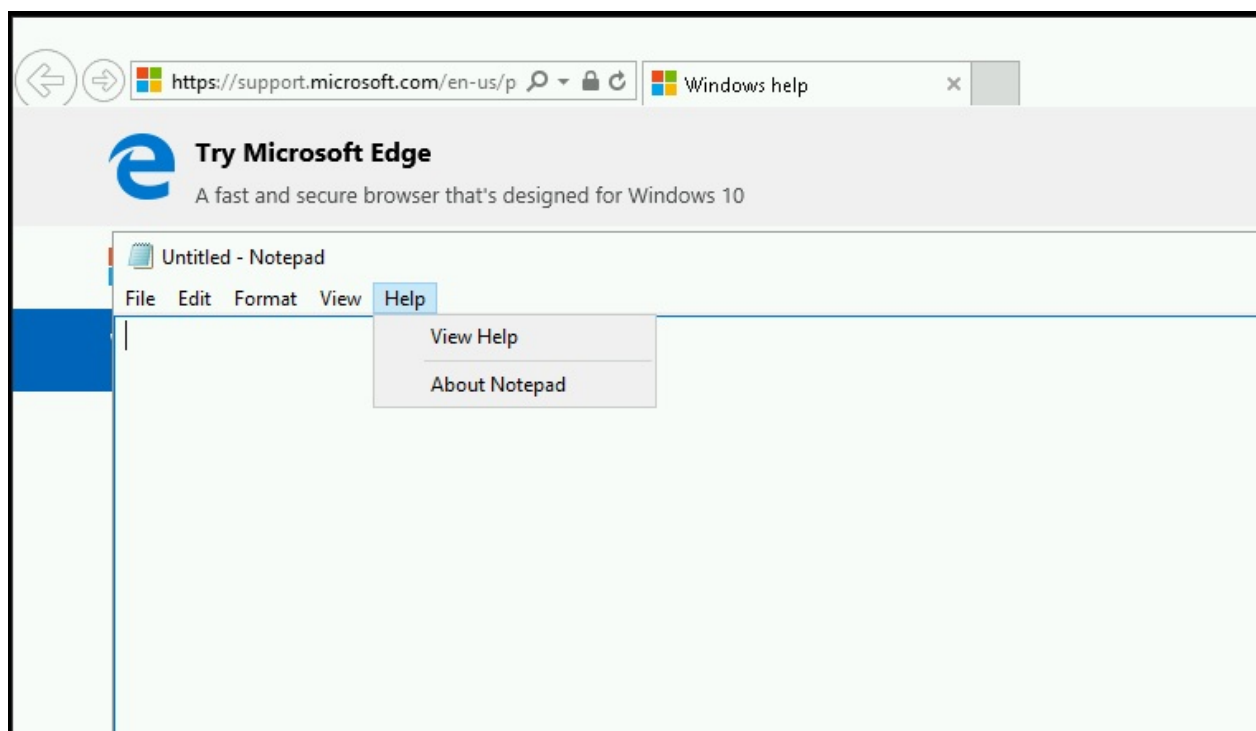 https://support.microsoft.com/en-us/p
Windows help
Try Microsoft Edge
A fast and secure browser that's designed for Windows 10
Untitled - Notepad
File Edit Format View Help
View Help
About Notepad